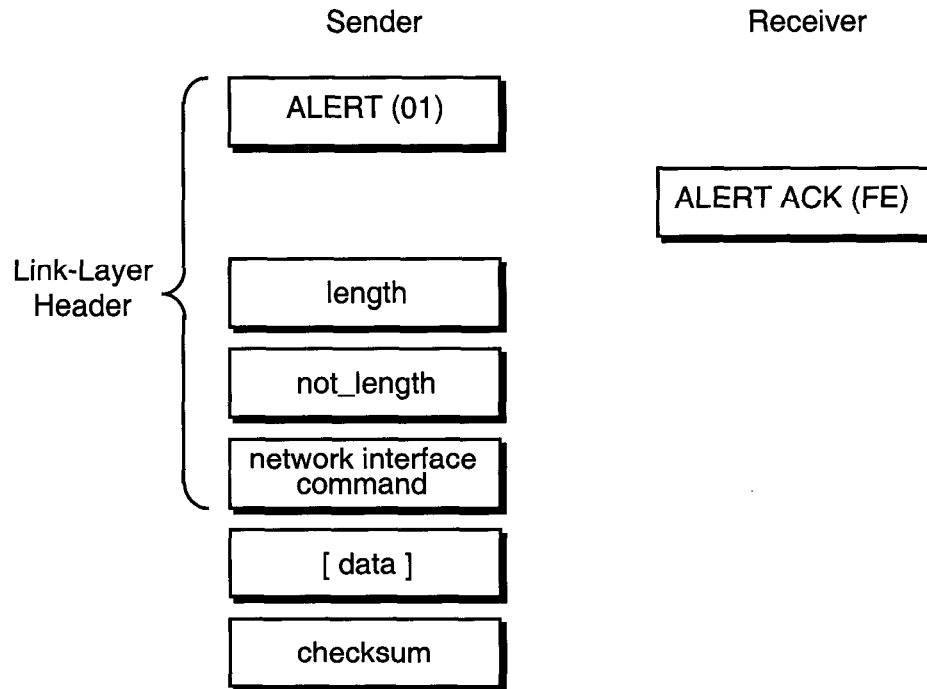 Sender
Receiver
ALERT (01)
ALERT ACK (FE)
Link-Layer
Header
length
not_length
network interface
command
[ data ]
checksum